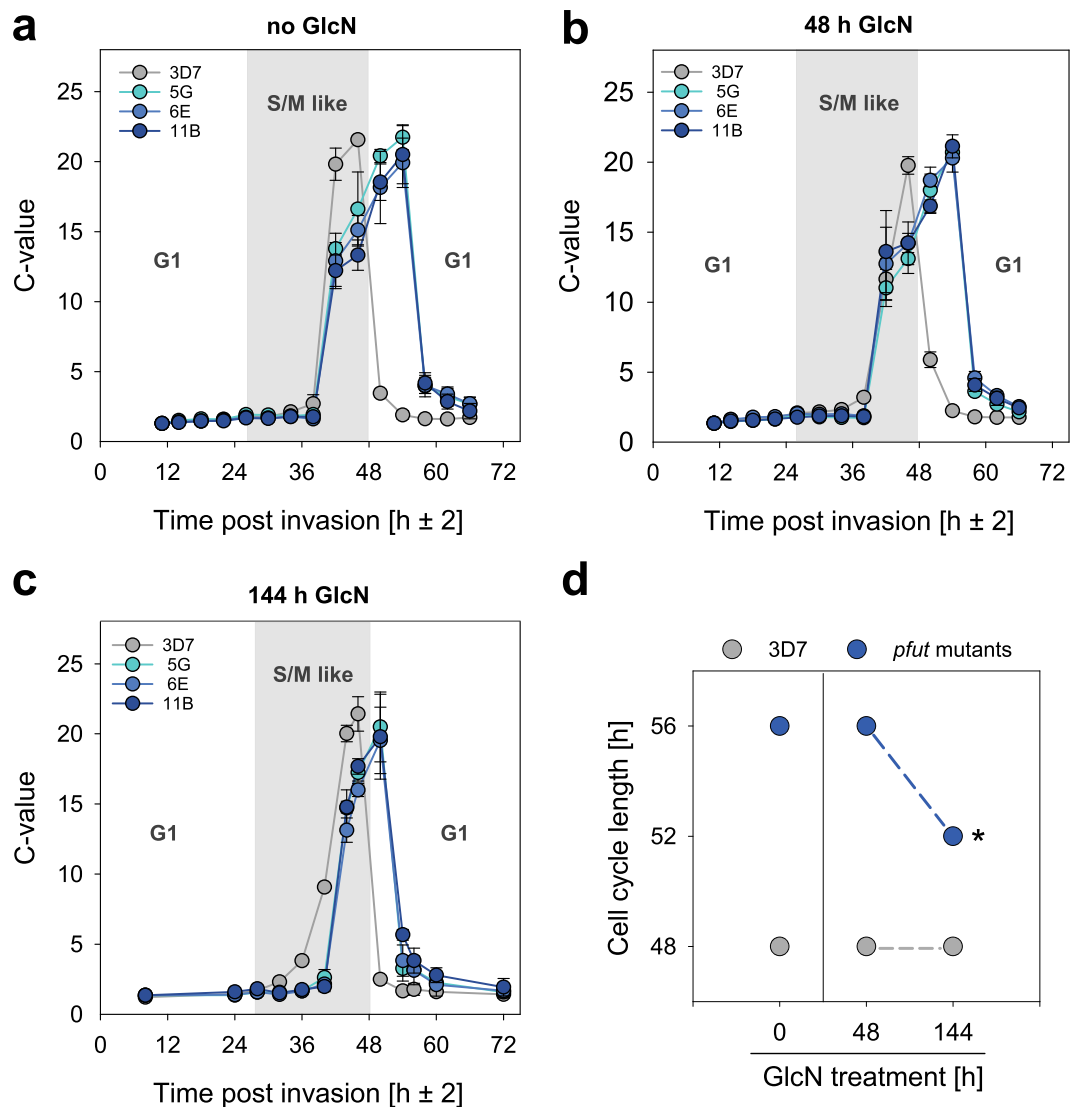 a
no GlcN
3D7
5G
6E
11B
S/M like
G1
G1
25
20
15
10
5
0
C-value
0 12 24 36 48 60 72
Time post invasion [h ± 2]
b
48 h GlcN
3D7
5G
6E
11B
S/M like
G1
G1
25
20
15
10
5
0
C-value
0 12 24 36 48 60 72
Time post invasion [h ± 2]
c
144 h GlcN
3D7
5G
6E
11B
S/M like
G1
G1
25
20
15
10
5
0
C-value
0 12 24 36 48 60 72
Time post invasion [h ± 2]
d
3D7 pfut mutants
56
52
48
*
Cell cycle length [h]
0 48 144
GlcN treatment [h]